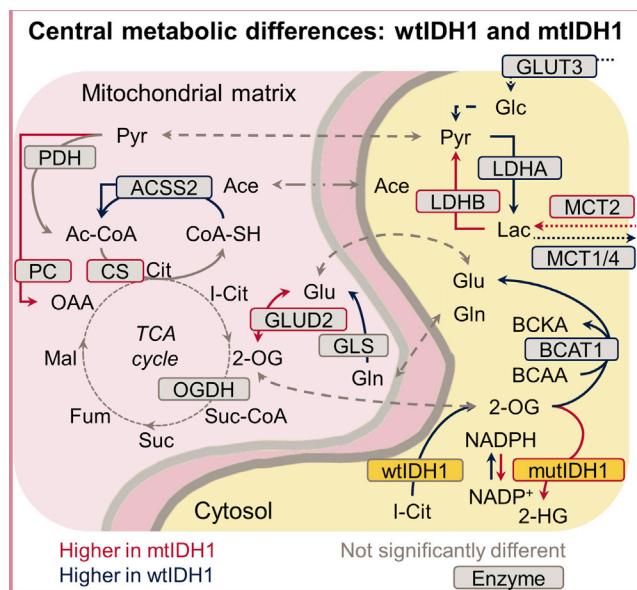 Central metabolic differences: wtIDH1 and mtIDH1
GLUT3
Mitochondrial matrix
Glc
Pyr
Pyr
PDH
LDHA
ACSS2
Ace
Ace
LDHB
MCT2
Lac
Ac-CoA
CoA-SH
MCT1/4
PC
CS
Cit
Glu
I-Cit
Glu
OAA
GLUD2
Gln
BCKA
TCA
cycle
GLS
BCAT1
Mal
2-OG
Gln
BCAA
OGDH
2-OG
Fum
Suc-CoA
Suc
NADPH
wtIDH1
mutIDH1
NADP+
Cytosol
I-Cit
2-HG
Higher in mtIDH1
Not significantly different
Higher in wtIDH1
Enzyme